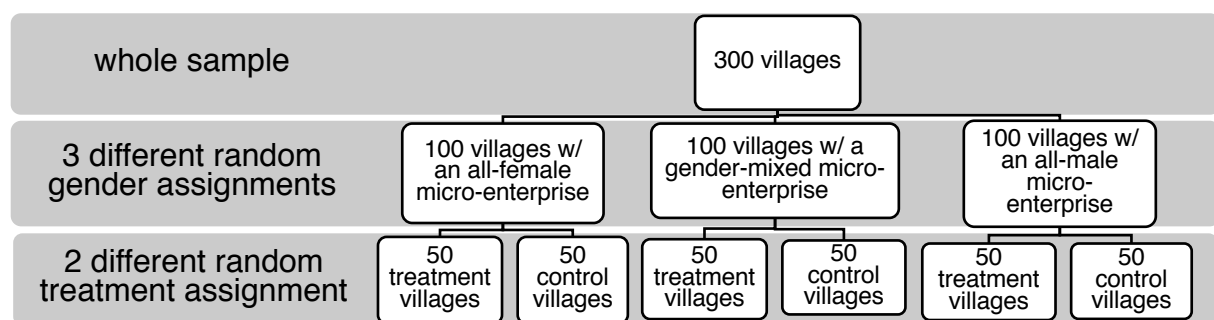 whole sample
300 villages
3 different random
gender assignments
100 villages w/
an all-female
micro-enterprise
100 villages w/ a
gender-mixed micro-
enterprise
100 villages w/
an all-male
micro-
enterprise
2 different random
treatment assignment
50
treatment
villages
50
control
villages
50
treatment
villages
50
control
villages
50
treatment
villages
50
control
villages